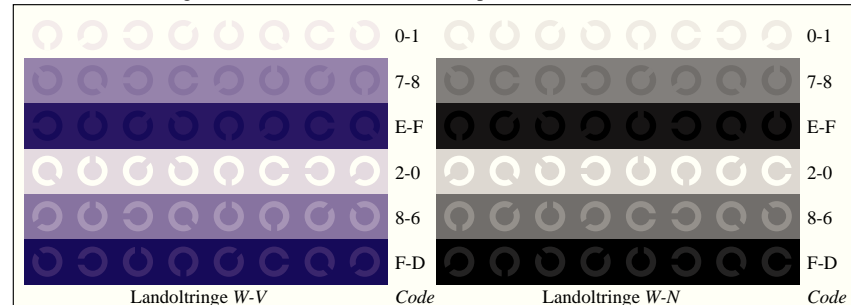 0-1 0-1
7-8 7-8
E-F E-F
2-0 2-0
8-6 8-6
F-D F-D
Landoltringe W-V Code Landoltringe W-N Code